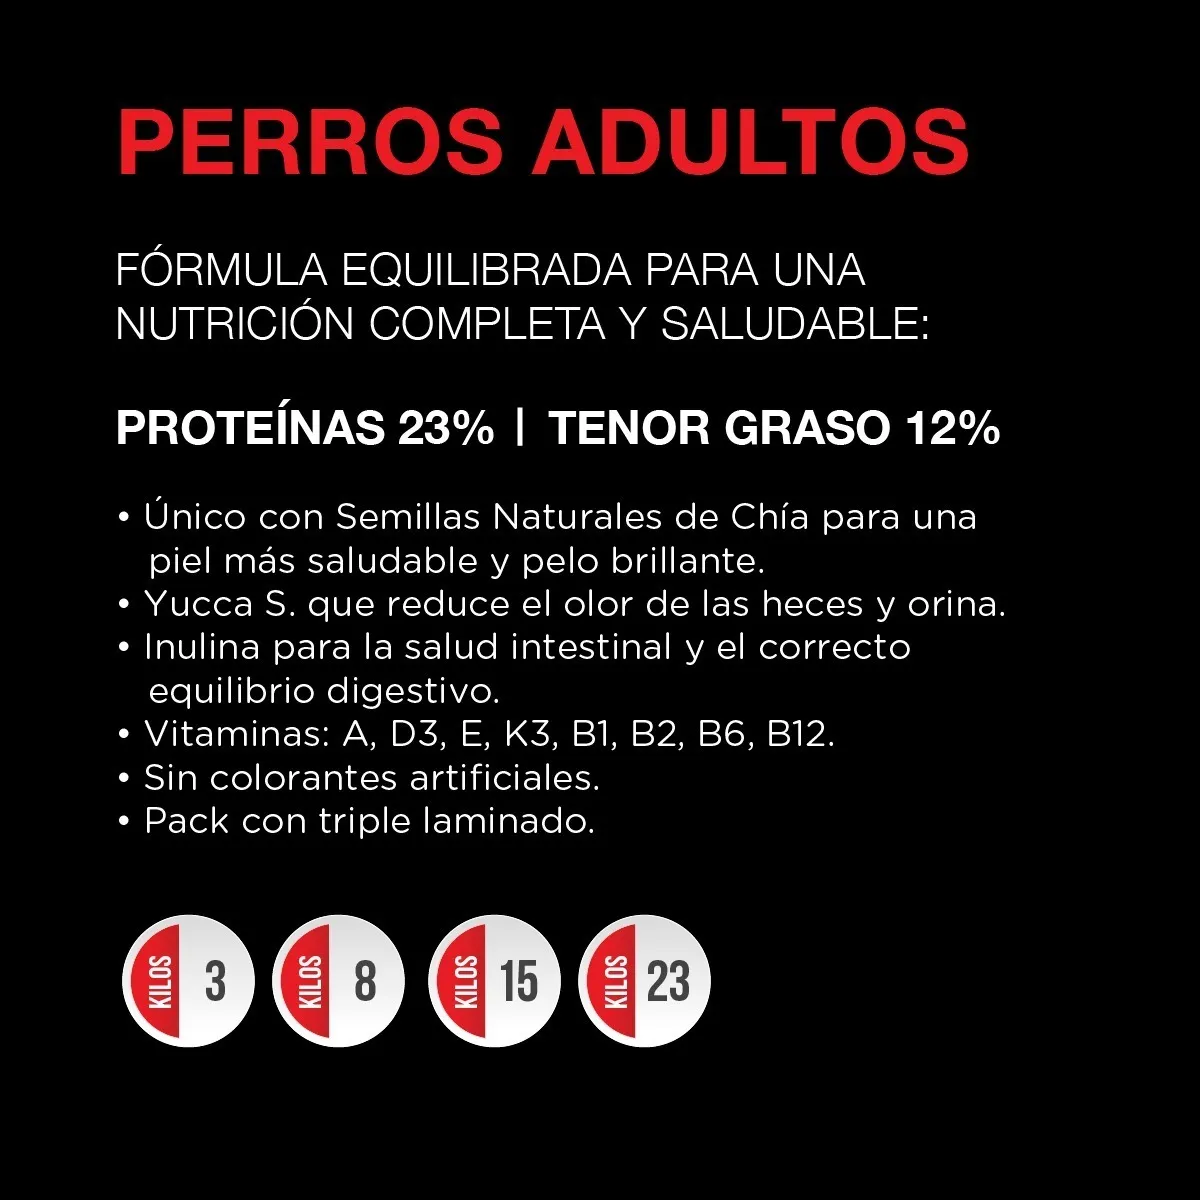 PERROS ADULTOS
FÓRMULA EQUILIBRADA PARA UNA
NUTRICIÓN COMPLETA Y SALUDABLE:
PROTEÍNAS 23% | TENOR GRASO 12%
• Único con Semillas Naturales de Chía para una
piel más saludable y pelo brillante.
• Yucca S. que reduce el olor de las heces y orina.
• Inulina para la salud intestinal y el correcto
equilibrio digestivo.
• Vitaminas: A, D3, E, K3, B1, B2, B6, B12.
• Sin colorantes artificiales.
• Pack con triple laminado.
KILOS 3
KILOS 8
KILOS 15
KILOS 23